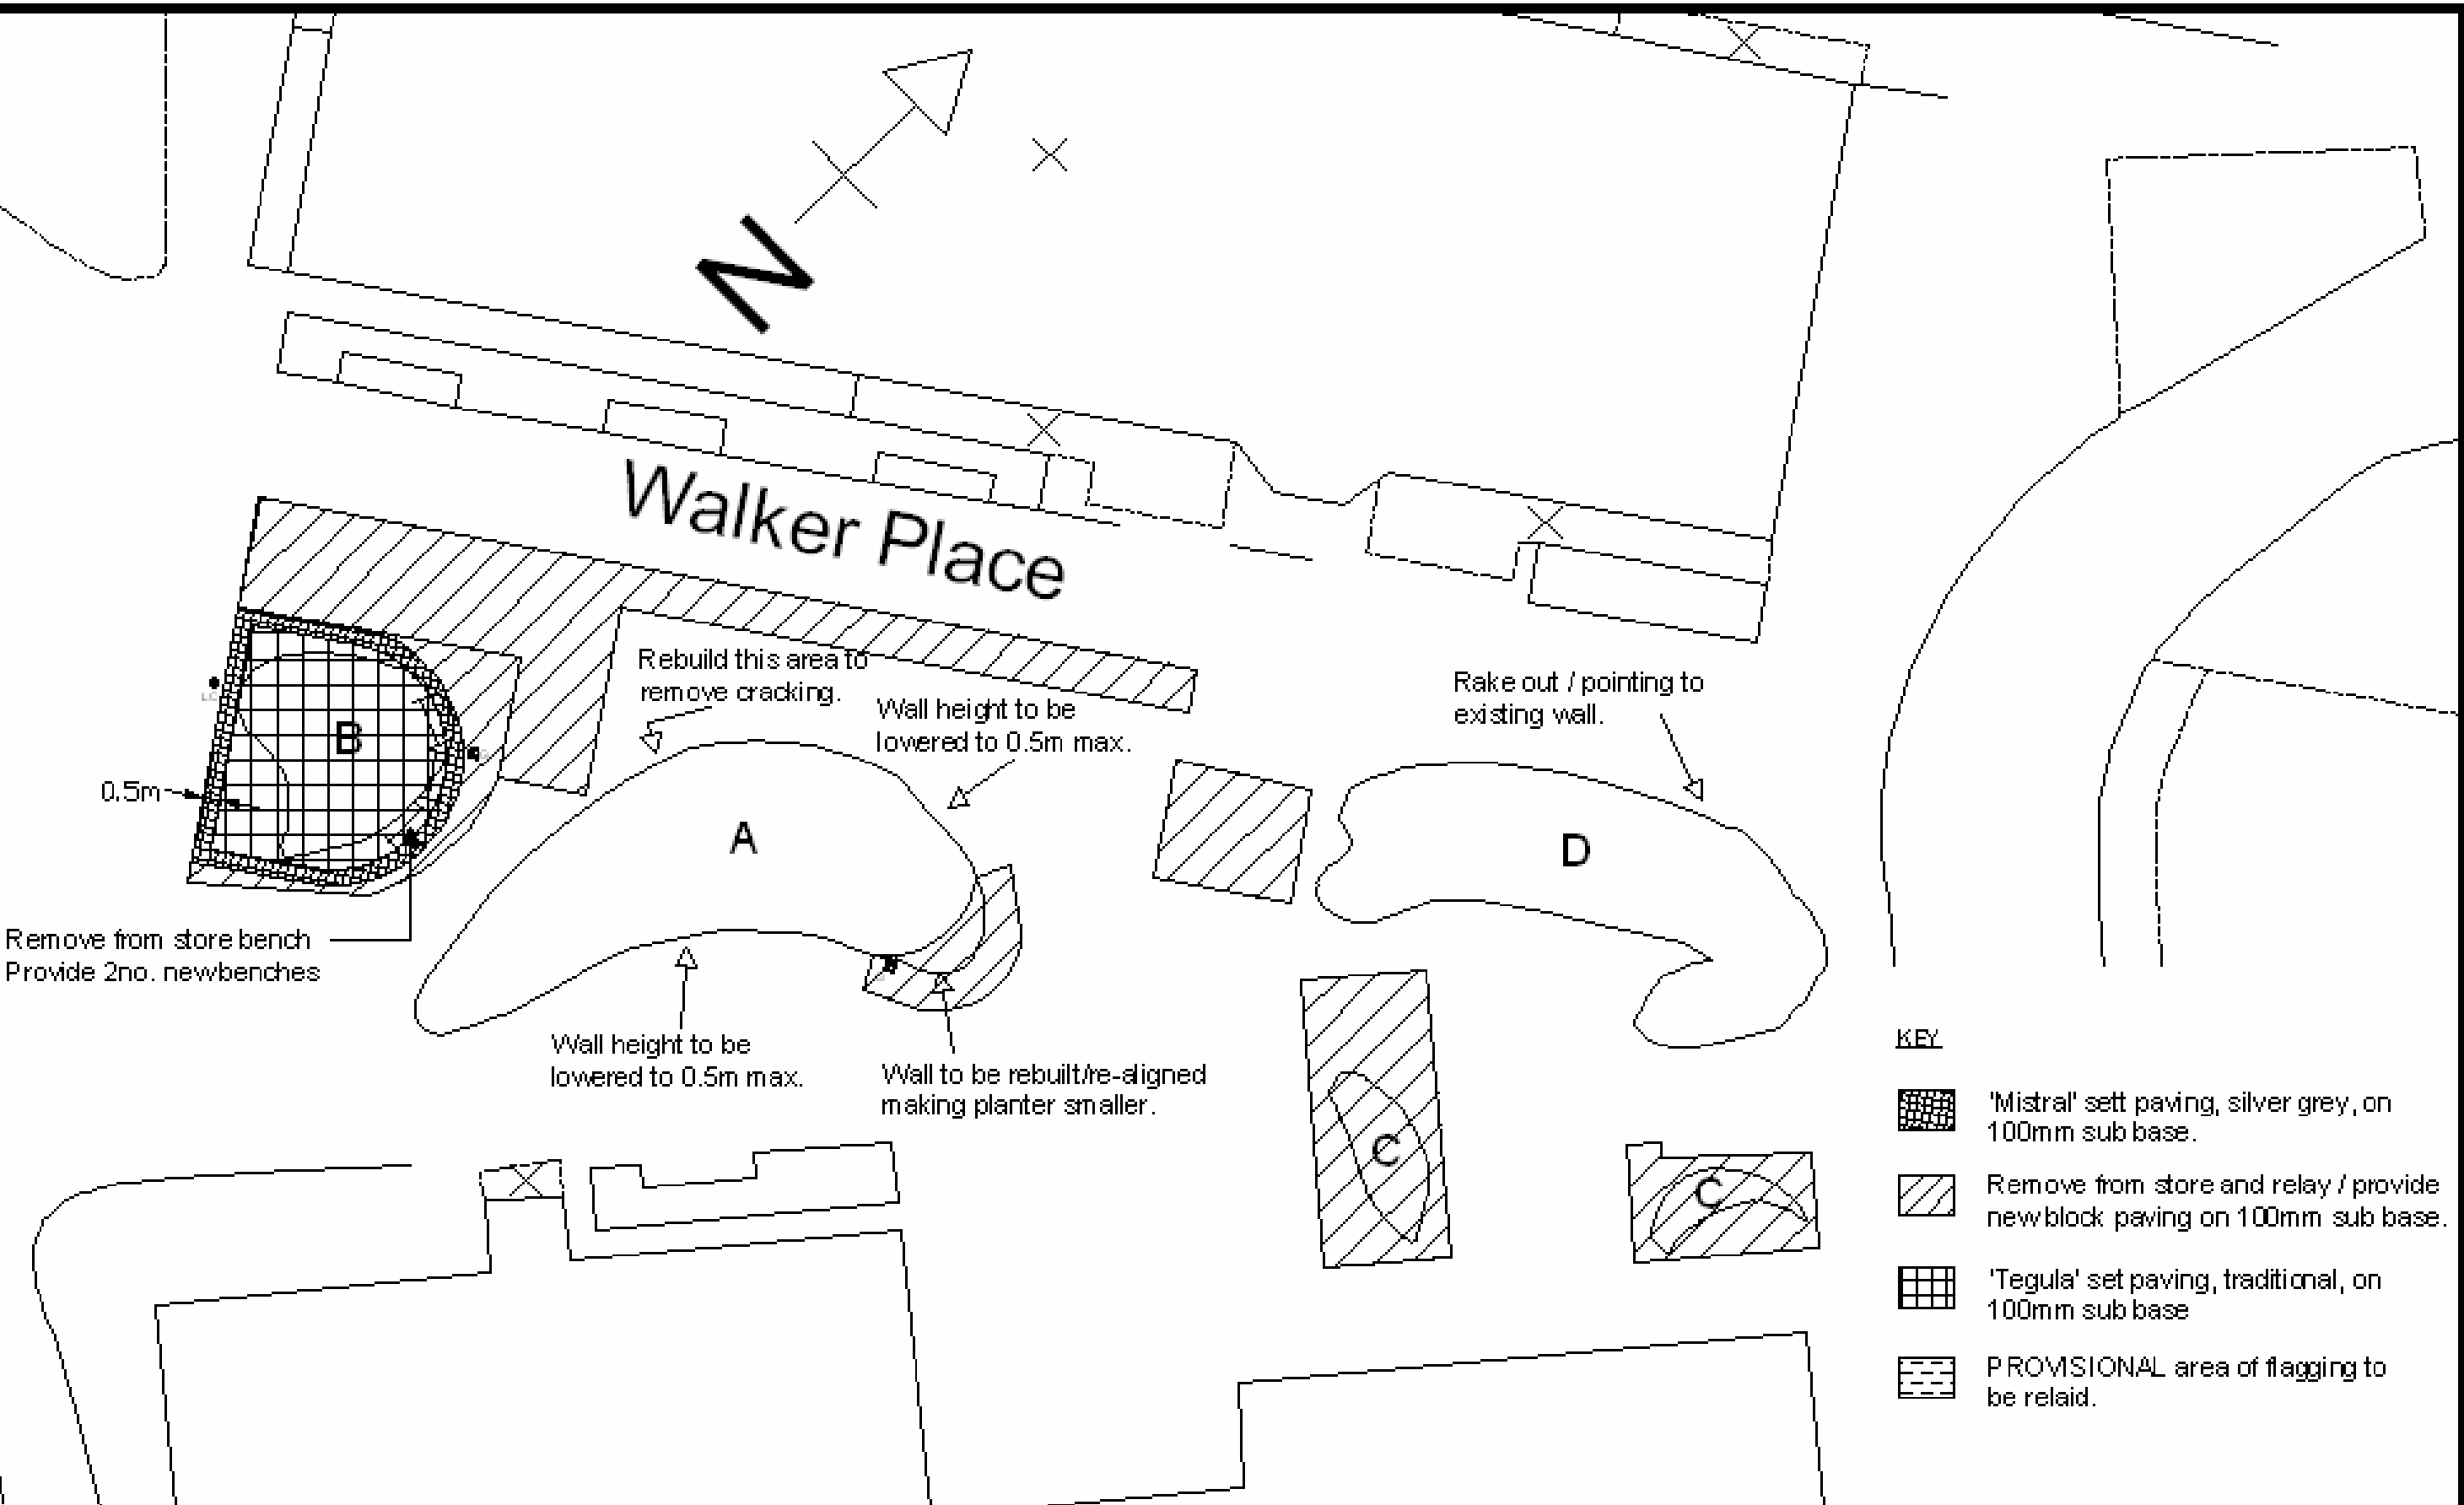 N
Walker Place
Rebuild this area to
remove cracking.
Wall height to be
lowered to 0.5m max.
Rake out / pointing to
existing wall.
B
LC
0.5m
A
D
Remove from store bench
Provide 2no. new benches
Wall height to be
lowered to 0.5m max.
Wall to be rebuilt/re-aligned
making planter smaller.
C
C
KEY
'Mistral' sett paving, silver grey, on
100mm sub base.
Remove from store and relay / provide
new block paving on 100mm sub base.
'Tegula' set paving, traditional, on
100mm sub base
PROVISIONAL area of flagging to
be relaid.